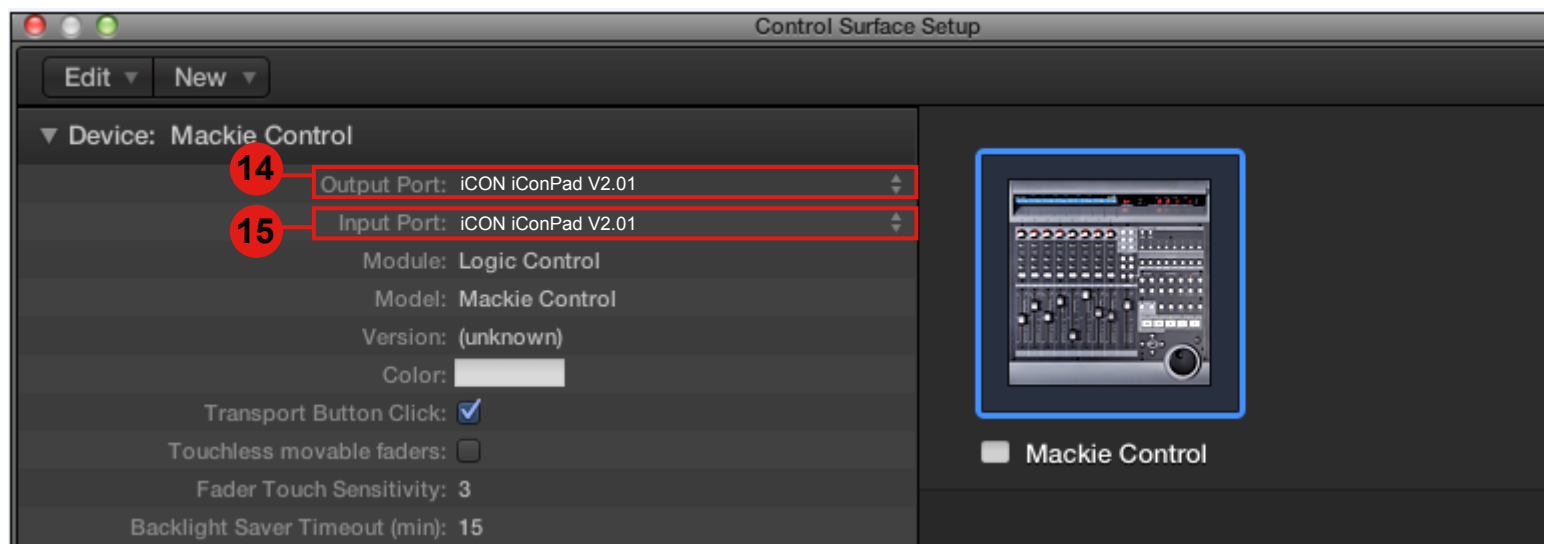 Control Surface Setup
Edit New
Device: Mackie Control
14 Output Port: iCON iConPad V2.01
15 Input Port: iCON iConPad V2.01
Module: Logic Control
Model: Mackie Control
Version: (unknown)
Color:
Transport Button Click:
Touchless movable faders:
Fader Touch Sensitivity: 3
Backlight Saver Timeout (min): 15
Mackie Control